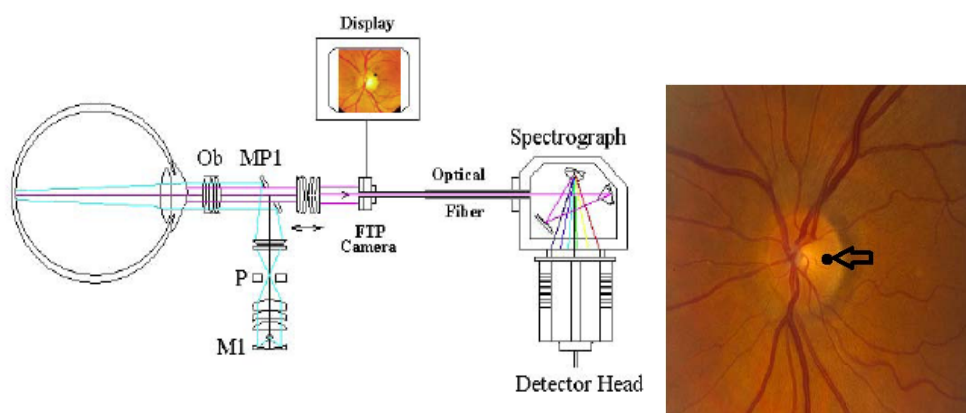 Display
Spectrograph
Ob
MP1
Optical
Fiber
FTP
Camera
P
M1
Detector Head